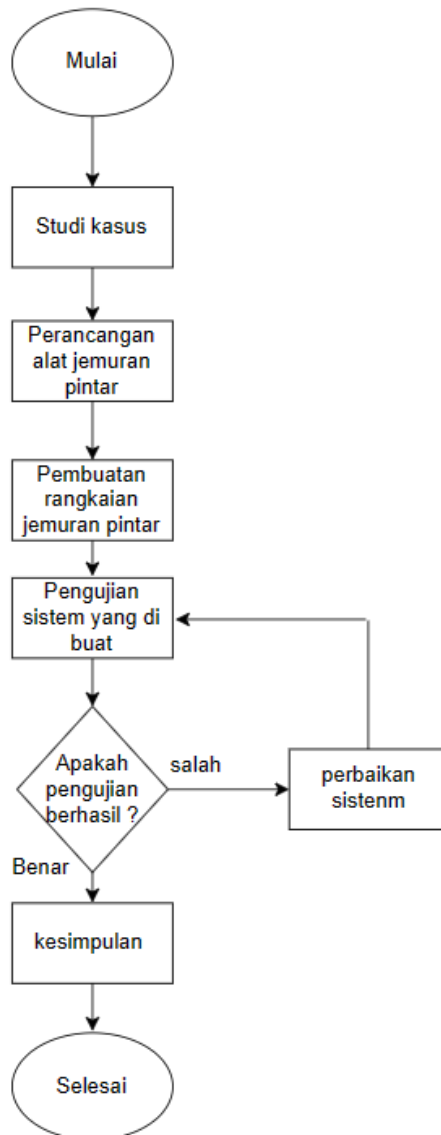 Mulai
Studi kasus
Perancangan
alat jemuran
pintar
Pembuatan
rangkaian
jemuran pintar
Pengujian
sistem yang di
buat
Apakah
pengujian
berhasil ?
salah
perbaikan
sistenm
Benar
kesimpulan
Selesai